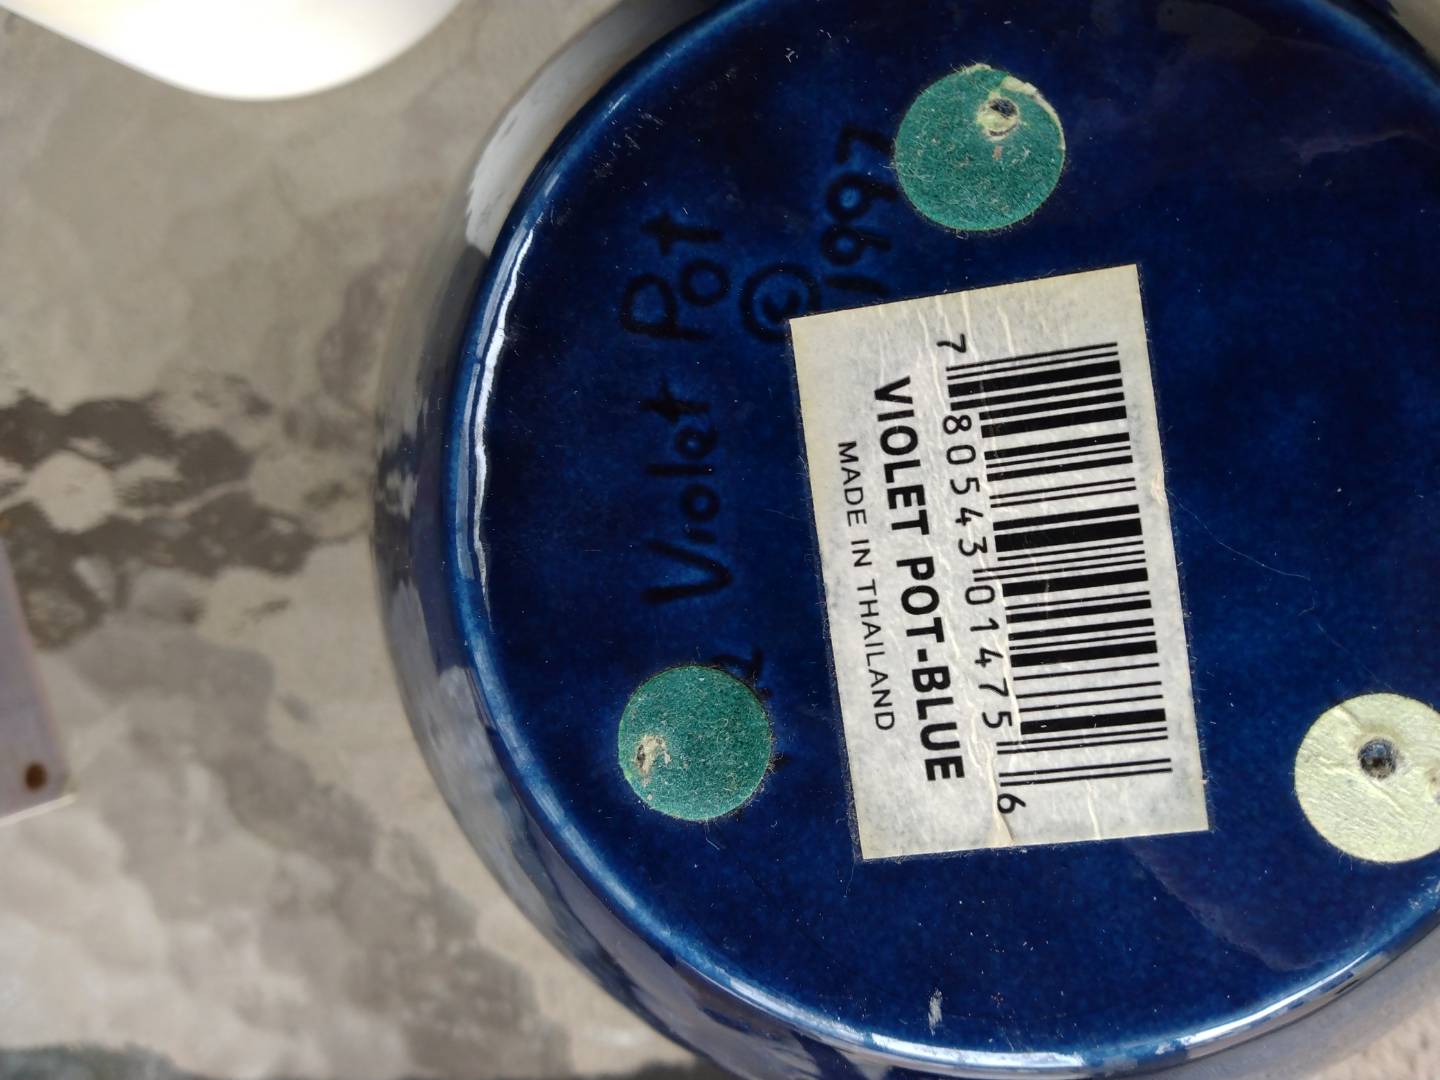 Violet Pot
© 1997
7 80543 01475 6
VIOLET POT-BLUE
MADE IN THAILAND